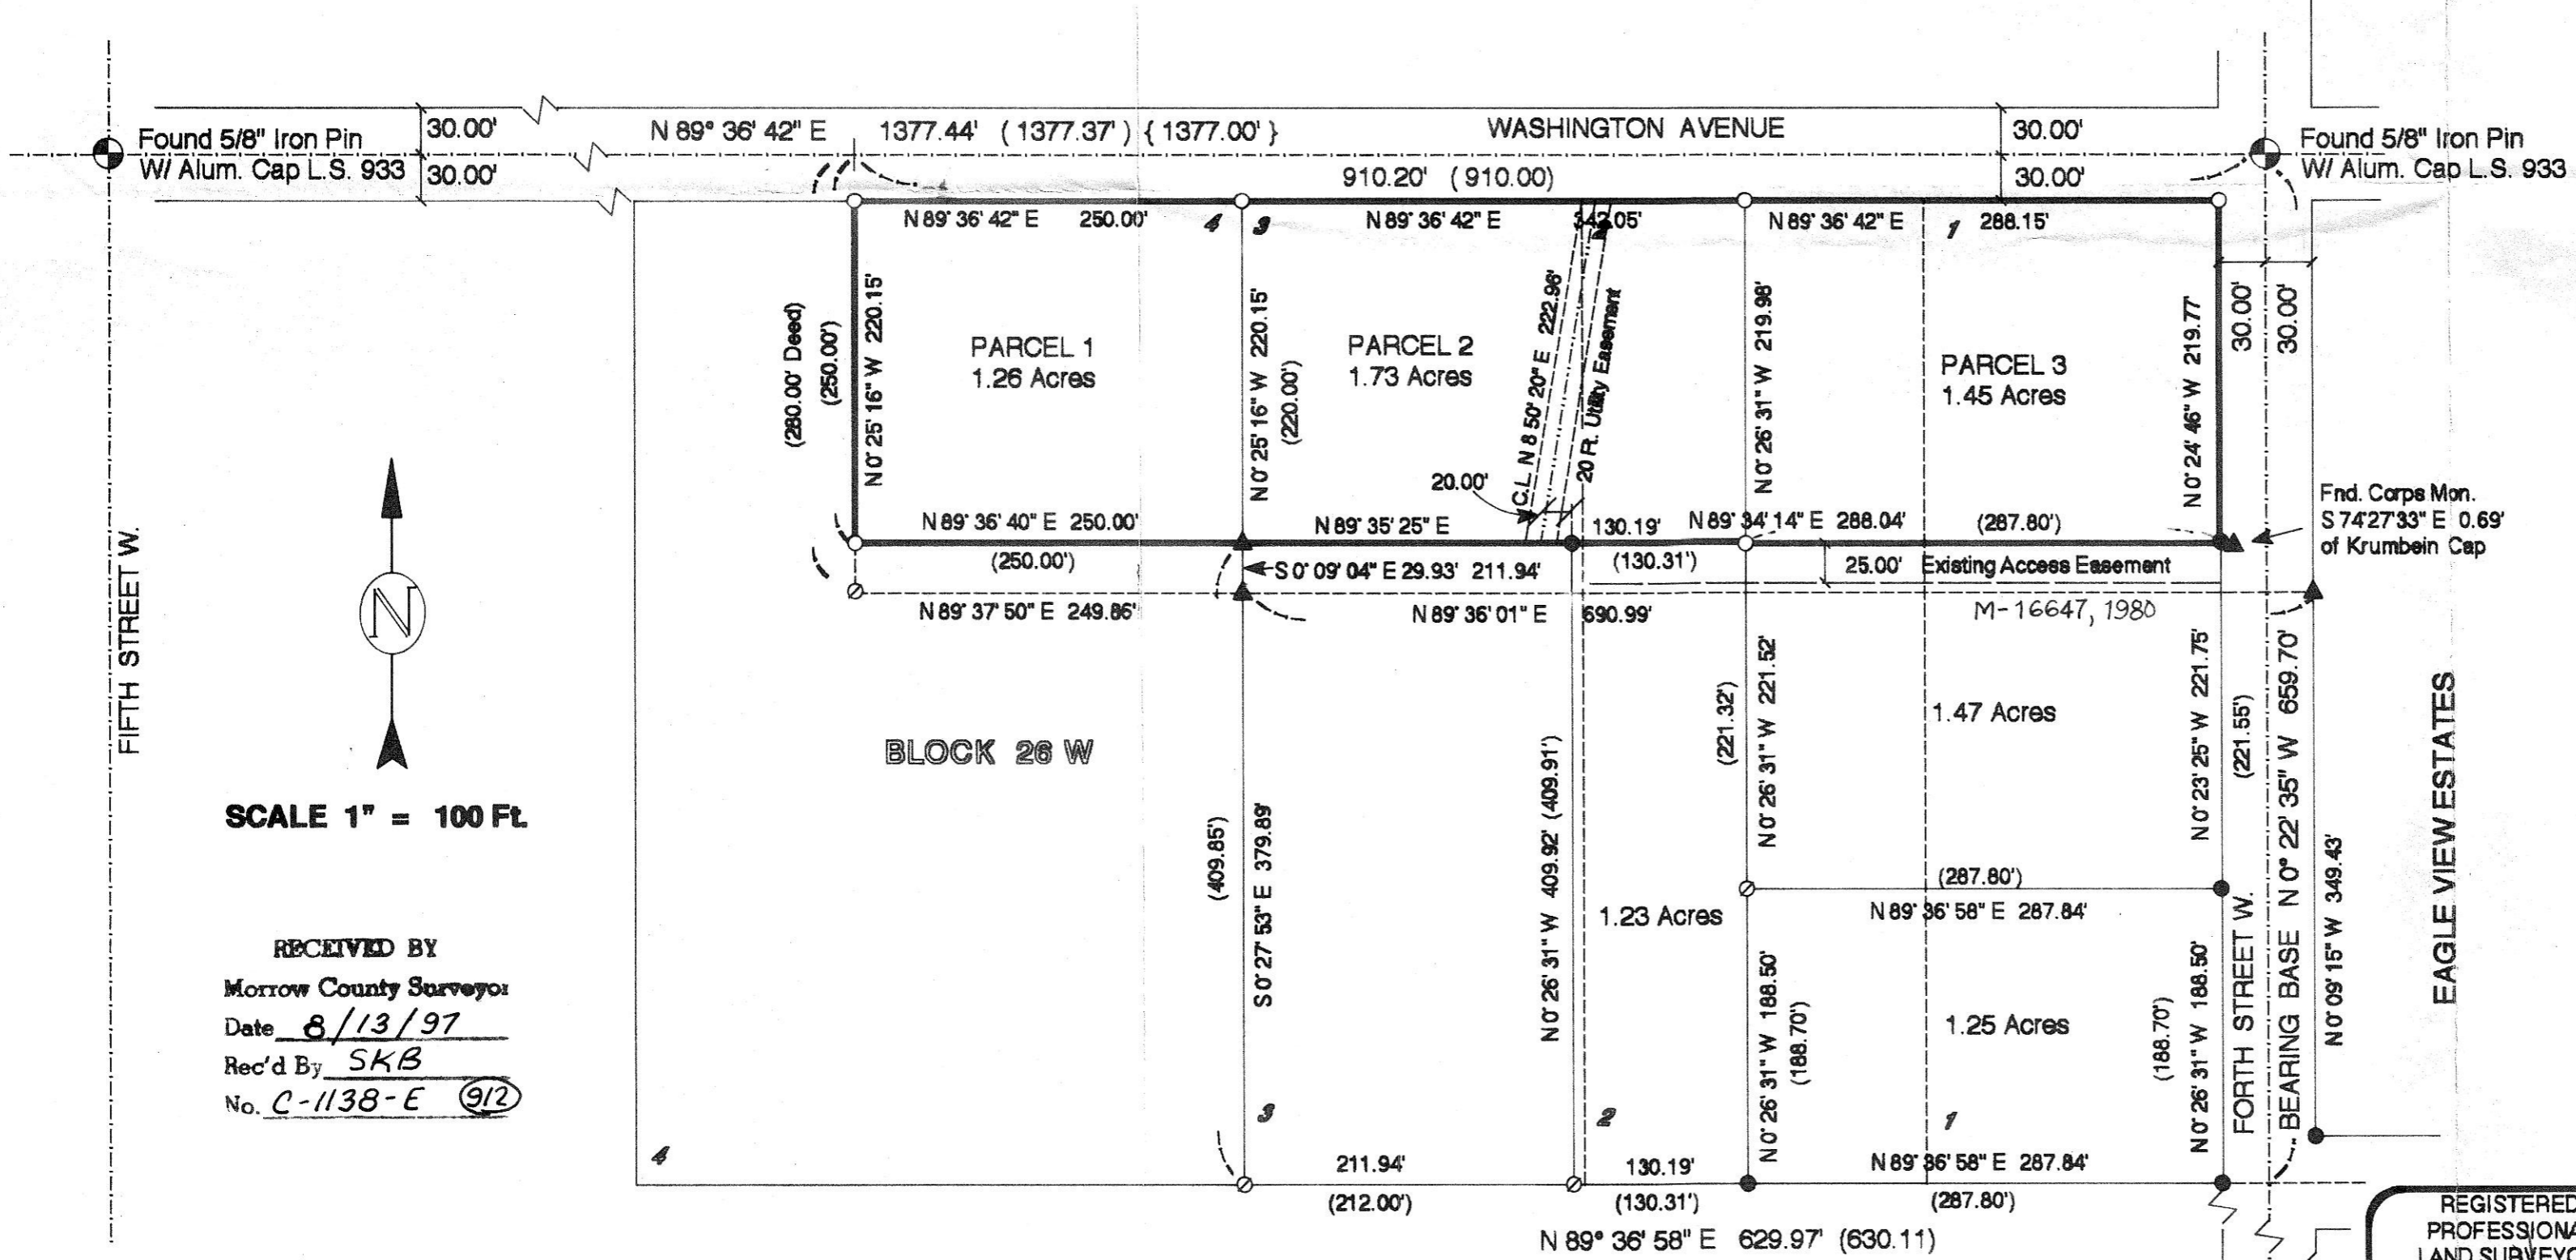 Found 5/8" Iron Pin
W/ Alum. Cap L.S. 933
30.00'
30.00'
N 89° 36' 42" E 1377.44' ( 1377.37' ) { 1377.00' }
WASHINGTON AVENUE
910.20' ( 910.00)
30.00'
30.00'
Found 5/8" Iron Pin
W/ Alum. Cap L.S. 933
N 89° 36' 42" E 250.00'
4
3
N 89° 36' 42" E 342.05'
2
N 89° 36' 42" E 288.15'
1
(280.00' Deed)
(250.00')
N 0° 25' 16" W 220.15'
PARCEL 1
1.26 Acres
N 0° 25' 16" W 220.15'
(220.00')
PARCEL 2
1.73 Acres
C.L. N 8 50' 20" E 222.96'
20 R. Utility Easement
20.00'
N 0° 26' 31" W 219.98'
PARCEL 3
1.45 Acres
N 0° 24' 46" W 219.77'
30.00'
30.00'
Fnd. Corps Mon.
S 74°27'33" E 0.69'
of Krumbein Cap
N 89° 36' 40" E 250.00'
(250.00')
N 89° 35' 25" E
130.19'
(130.31')
N 89° 34' 14" E 288.04'
(287.80')
S 0° 09' 04" E 29.93'
211.94'
25.00' Existing Access Easement
N 89° 37' 50" E 249.86'
N 89° 36' 01" E 690.99'
M-16647, 1980
FIFTH STREET W.
N
SCALE 1" = 100 Ft.
BLOCK 26 W
(409.85')
S 0° 27' 53" E 379.89'
N 0° 26' 31" W 409.92' (409.91')
(221.32')
N 0° 26' 31" W 221.52'
1.47 Acres
N 0° 23' 25" W 221.75'
(221.55')
BEARING BASE N 0° 22' 35" W 659.70'
N 0° 09' 15" W 349.43'
EAGLE VIEW ESTATES
FORTH STREET W.
(287.80')
N 89° 36' 58" E 287.84'
1.23 Acres
N 0° 26' 31" W 188.50'
(188.70')
1.25 Acres
(188.70')
N 0° 26' 31" W 188.50'
RECEIVED BY
Morrow County Surveyor
Date 8/13/97
Rec'd By SKB
No. C-1138-E 912
4
3
2
1
211.94'
(212.00')
130.19'
(130.31')
N 89° 36' 58" E 287.84'
(287.80')
N 89° 36' 58" E 629.97' (630.11)
REGISTERED
PROFESSIONA
LAND SURVEYO